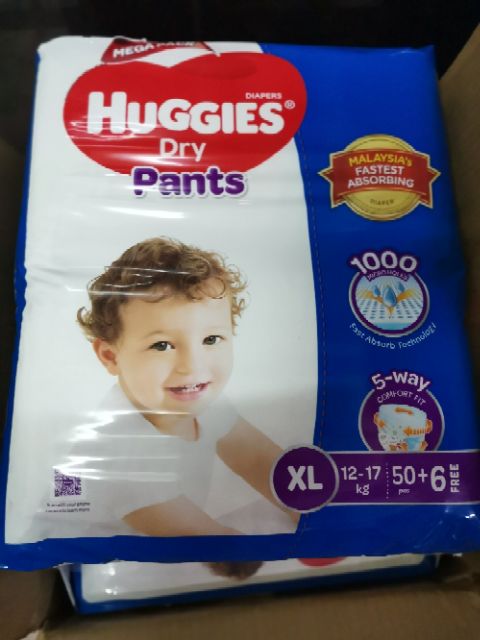 MEGA PACK
DIAPERS
HUGGIES®
Dry
Pants
MALAYSIA's
FASTEST
ABSORBING
DIAPER
1000
Fast Absorb Technology
5-way
COMFORT FIT
XL
12-17
kg
50+6
pcs
FREE